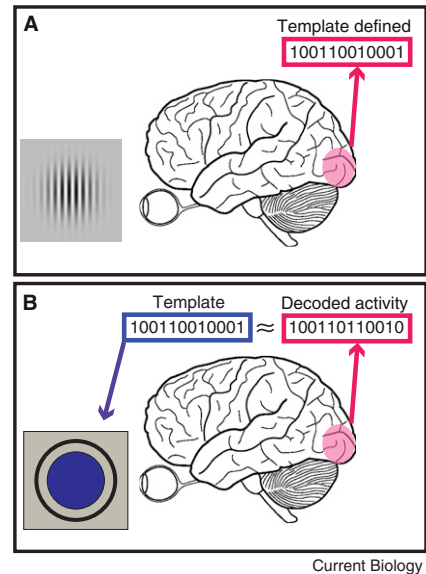 A
Template defined
100110010001
B
Template
Decoded activity
100110010001 ≈ 100110110010
Current Biology